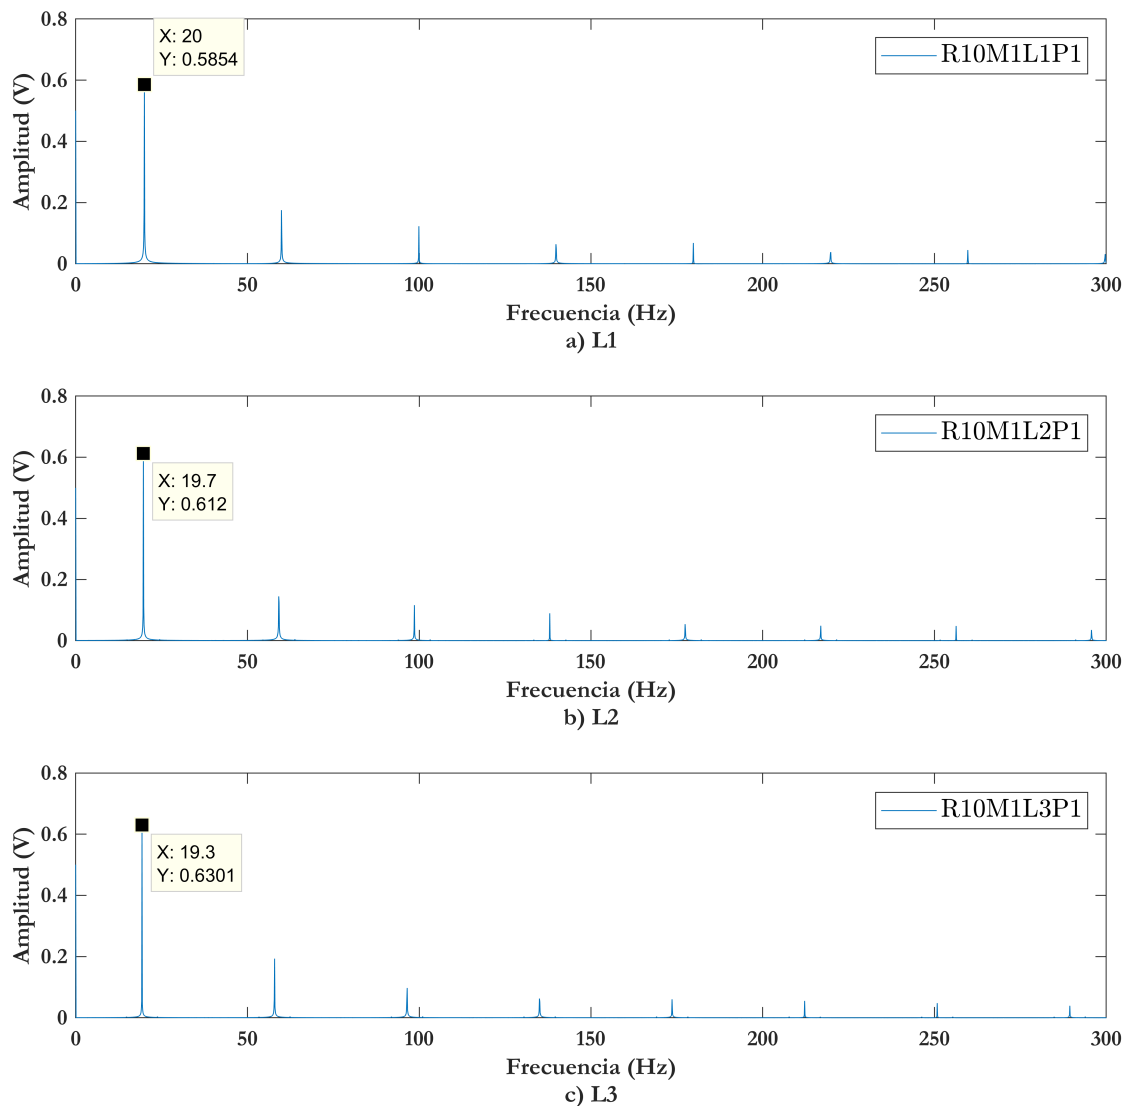 0.8
X: 20
Y: 0.5854
R10M1L1P1
0.6
0.4
0.2
0
Amplitud (V)
0 50 100 150 200 250 300
Frecuencia (Hz)
a) L1
0.8
R10M1L2P1
0.6
X: 19.7
Y: 0.612
0.4
0.2
0
Amplitud (V)
0 50 100 150 200 250 300
Frecuencia (Hz)
b) L2
0.8
R10M1L3P1
0.6
X: 19.3
Y: 0.6301
0.4
0.2
0
Amplitud (V)
0 50 100 150 200 250 300
Frecuencia (Hz)
c) L3